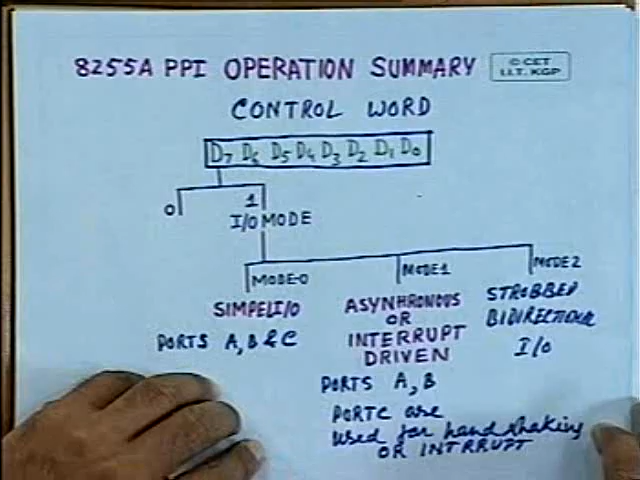 8255A PPI OPERATION SUMMARY
© CET
I.I.T. KGP
CONTROL WORD
D7 D6 D5 D4 D3 D2 D1 D0
0 1
I/O MODE
MODE-0 MODE1 MODE2
SIMPELI/O ASYNHRONOUS STROBBED
OR BIDIRECTIONAL
PORTS A, B & C INTERRUPT I/O
DRIVEN
PORTS A, B
PORTC are
used for hand shaking
OR INTRRUPT